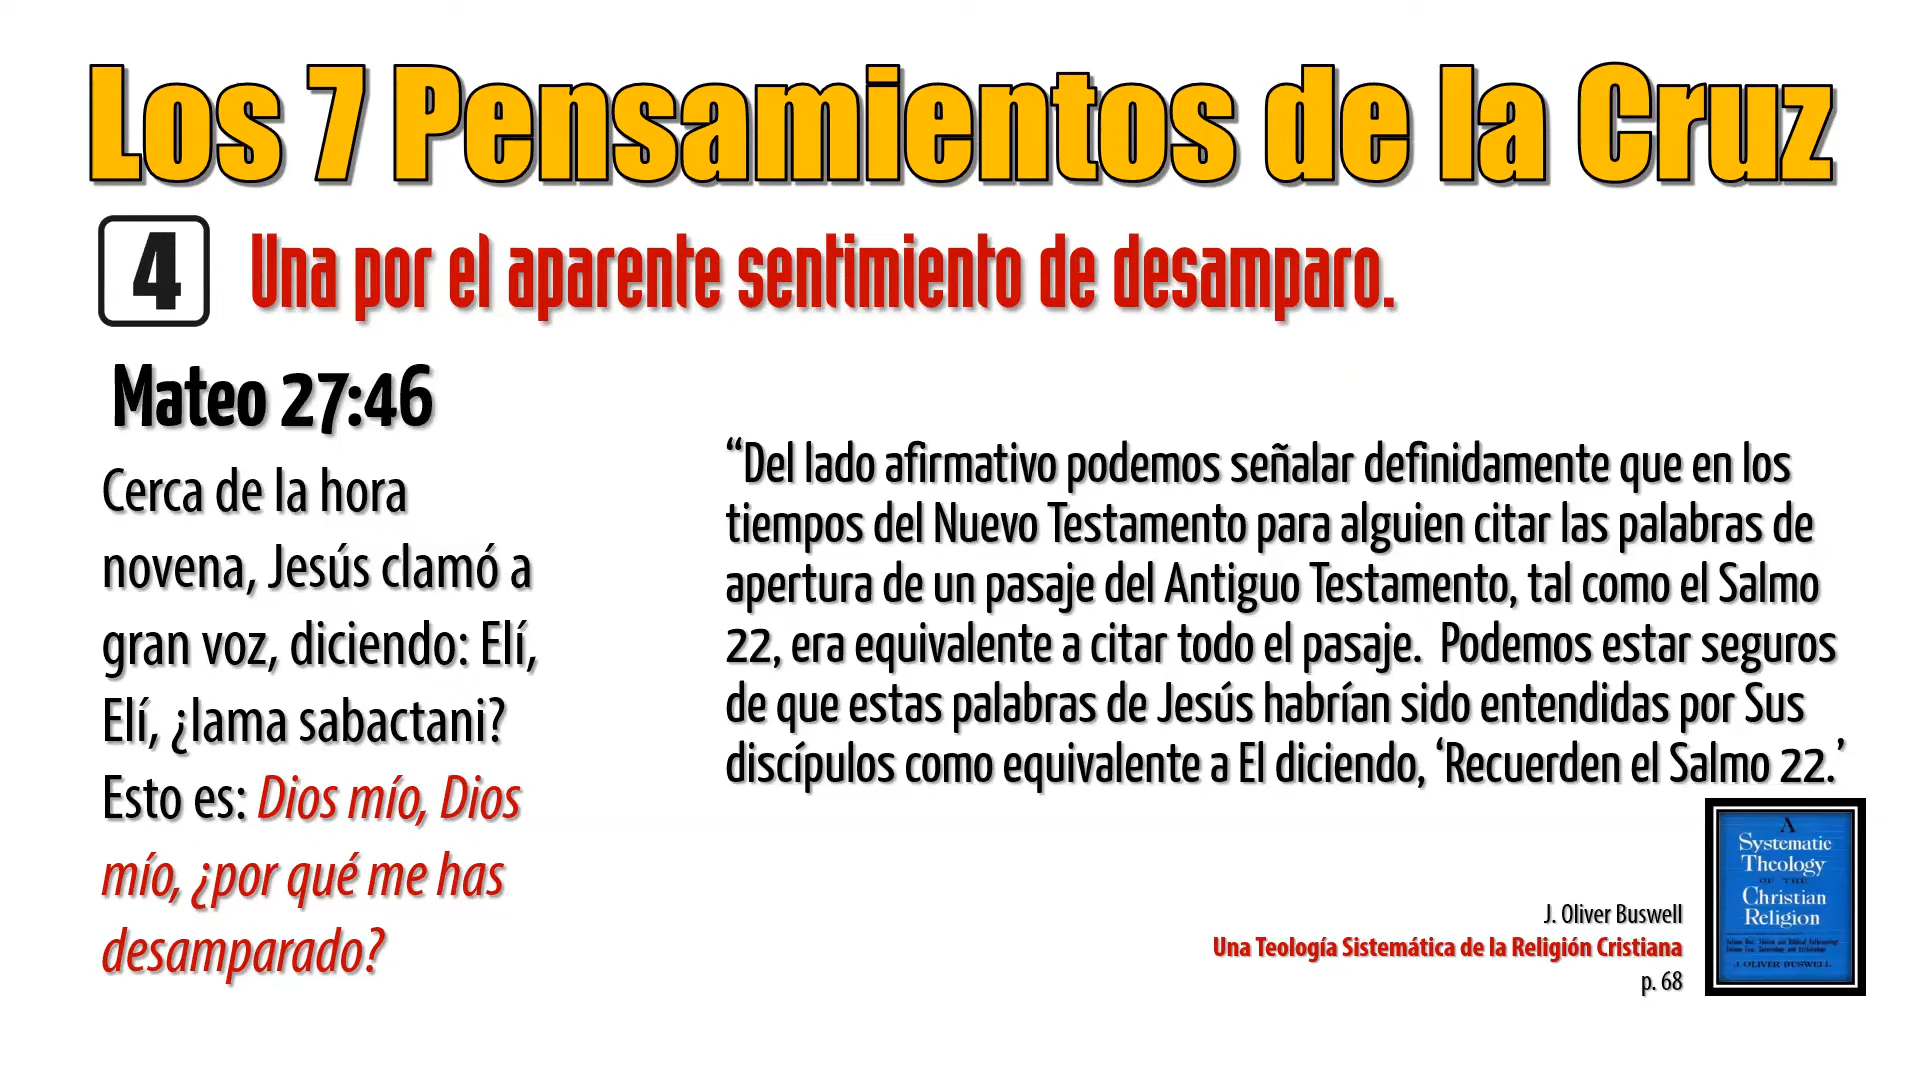 Los 7 Pensamientos de la Cruz
4 Una por el aparente sentimiento de desamparo.
Mateo 27:46
Cerca de la hora
novena, Jesús clamó a
gran voz, diciendo: Elí,
Elí, ¿lama sabactani?
Esto es: Dios mío, Dios
mío, ¿por qué me has
desamparado?
“Del lado afirmativo podemos señalar definidamente que en los
tiempos del Nuevo Testamento para alguien citar las palabras de
apertura de un pasaje del Antiguo Testamento, tal como el Salmo
22, era equivalente a citar todo el pasaje. Podemos estar seguros
de que estas palabras de Jesús habrían sido entendidas por Sus
discípulos como equivalente a El diciendo, ‘Recuerden el Salmo 22.’
J. Oliver Buswell
Una Teología Sistemática de la Religión Cristiana
p. 68
A
Systematic
Theology
OF THE
Christian
Religion
J. OLIVER BUSWELL